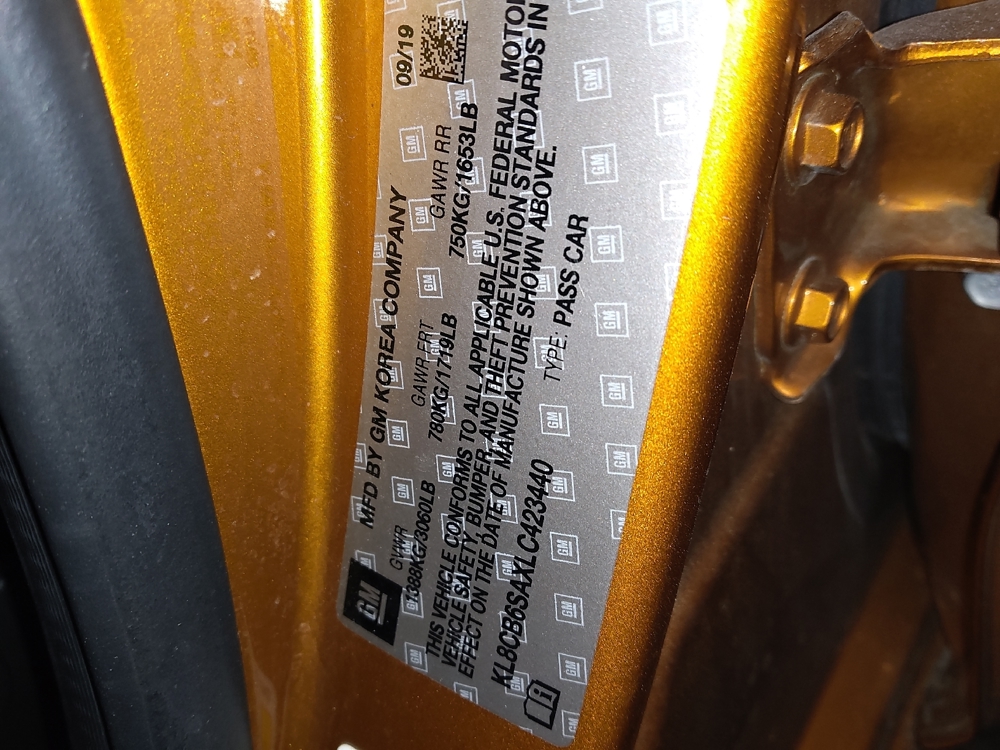 GM
MFD BY GM KOREA COMPANY 09/19
GVWR GAWR FRT GAWR RR
1388KG/3060LB 780KG/1719LB 750KG/1653LB
THIS VEHICLE CONFORMS TO ALL APPLICABLE U.S. FEDERAL MOTOR
VEHICLE SAFETY, BUMPER, AND THEFT PREVENTION STANDARDS IN
EFFECT ON THE DATE OF MANUFACTURE SHOWN ABOVE..
KL8CB6SAXLC423440 TYPE: PASS CAR